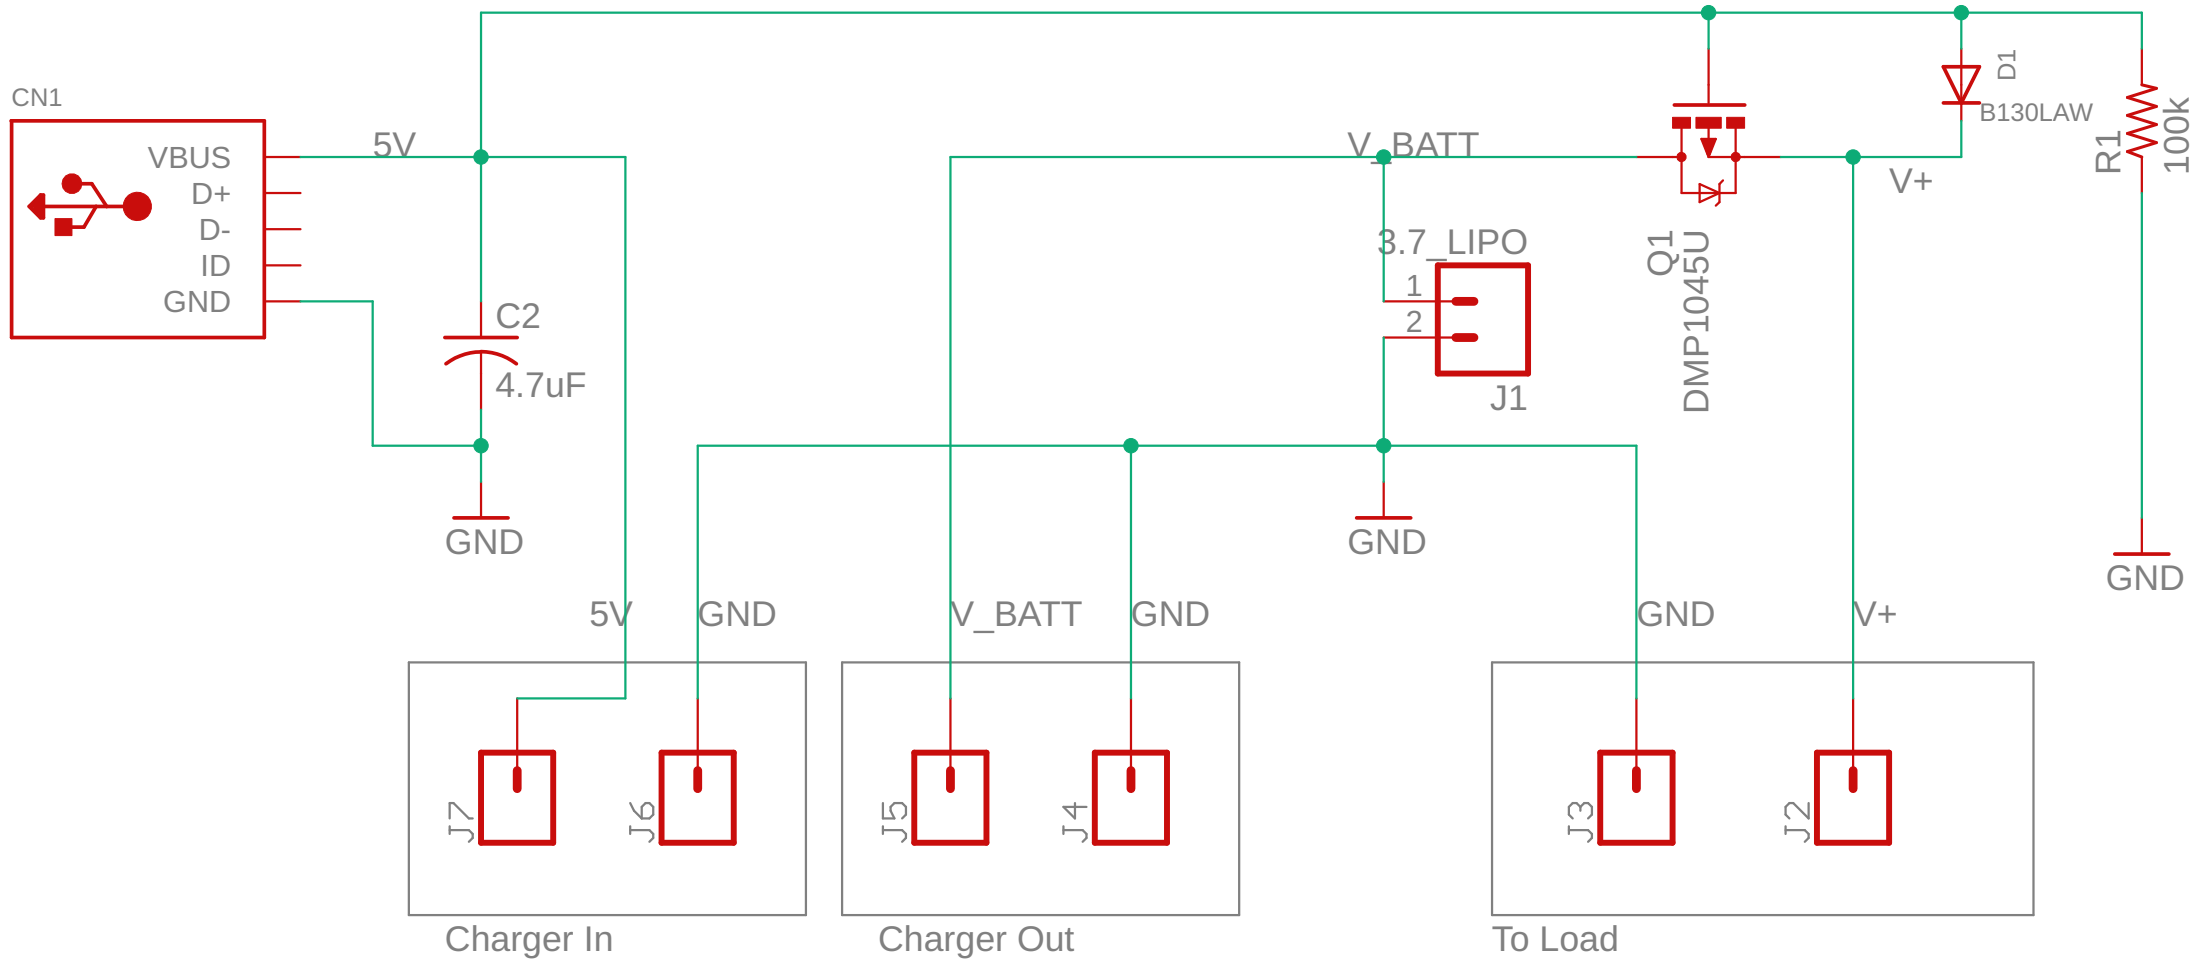 CN1
VBUS
D+
D-
ID
GND
5V
C2
4.7uF
GND
V_BATT
3.7_LIPO
1
2
J1
GND
Q1
DMP1045U
D1
B130LAW
V+
R1
100k
GND
5V
GND
V_BATT
GND
GND
V+
J7
J6
J5
J4
J3
J2
Charger In
Charger Out
To Load